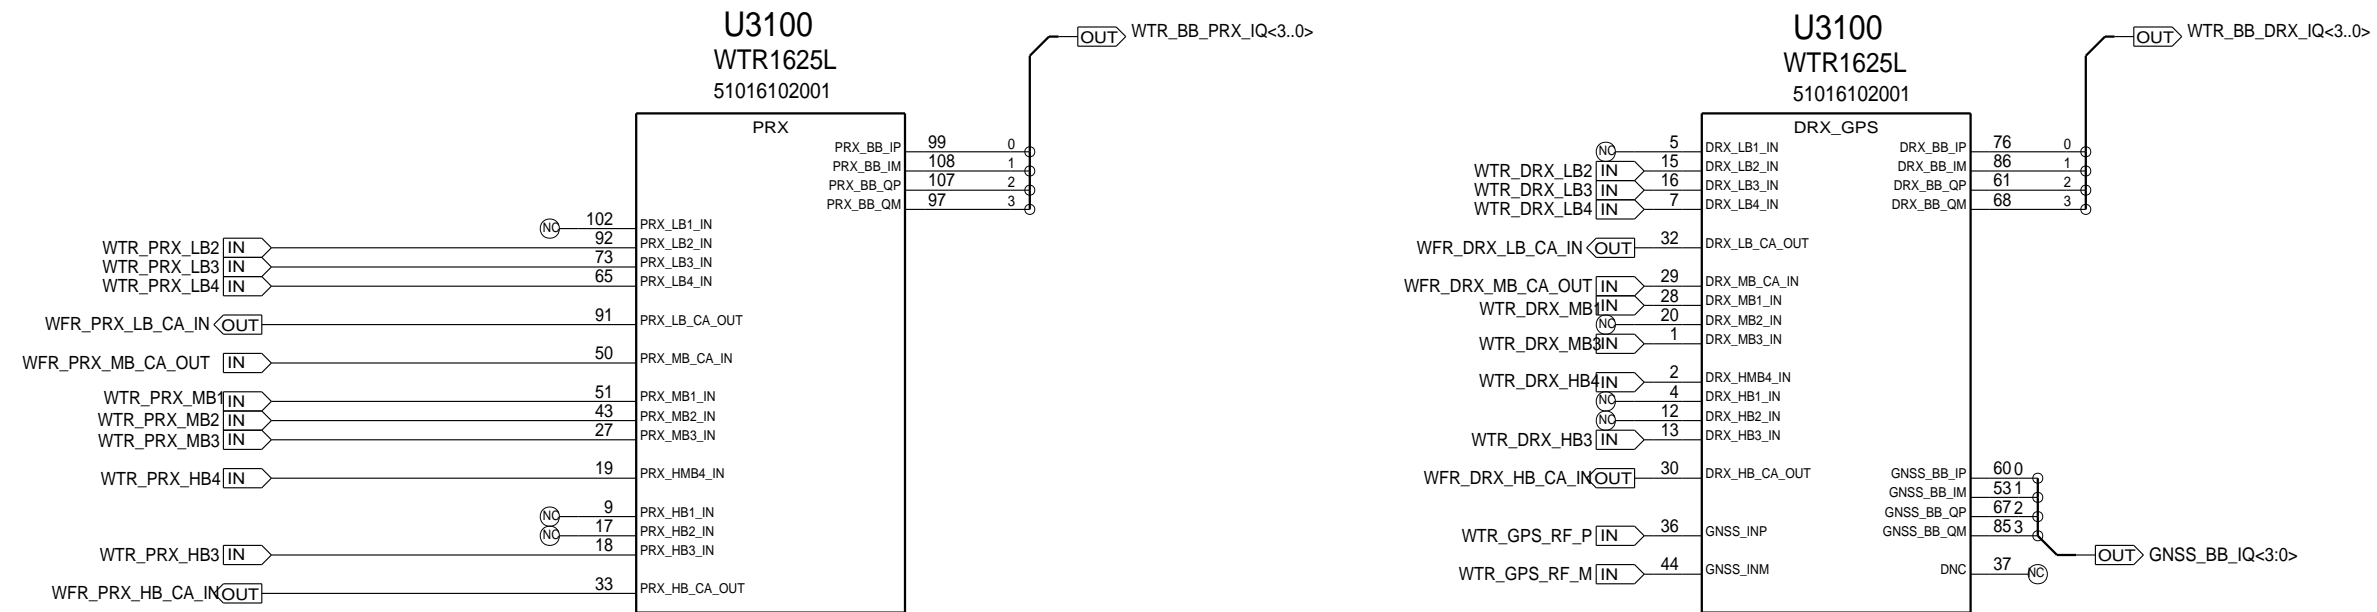 U3100
WTR1625L
51016102001
PRX
OUT WTR_BB_PRX_IQ<3..0>
PRX_BB_IP 99 0
PRX_BB_IM 108 1
PRX_BB_QP 107 2
PRX_BB_QM 97 3
NC 102 PRX_LB1_IN
WTR_PRX_LB2 IN 92 PRX_LB2_IN
WTR_PRX_LB3 IN 73 PRX_LB3_IN
WTR_PRX_LB4 IN 65 PRX_LB4_IN
WFR_PRX_LB_CA_IN OUT 91 PRX_LB_CA_OUT
WFR_PRX_MB_CA_OUT IN 50 PRX_MB_CA_IN
WTR_PRX_MB1 IN 51 PRX_MB1_IN
WTR_PRX_MB2 IN 43 PRX_MB2_IN
WTR_PRX_MB3 IN 27 PRX_MB3_IN
WTR_PRX_HB4 IN 19 PRX_HMB4_IN
NC 9 PRX_HB1_IN
NC 17 PRX_HB2_IN
WTR_PRX_HB3 IN 18 PRX_HB3_IN
WFR_PRX_HB_CA_IN OUT 33 PRX_HB_CA_OUT
U3100
WTR1625L
51016102001
DRX_GPS
OUT WTR_BB_DRX_IQ<3..0>
NC 5 DRX_LB1_IN DRX_BB_IP 76 0
WTR_DRX_LB2 IN 15 DRX_LB2_IN DRX_BB_IM 86 1
WTR_DRX_LB3 IN 16 DRX_LB3_IN DRX_BB_QP 61 2
WTR_DRX_LB4 IN 7 DRX_LB4_IN DRX_BB_QM 68 3
WFR_DRX_LB_CA_IN OUT 32 DRX_LB_CA_OUT
WFR_DRX_MB_CA_OUT IN 29 DRX_MB_CA_IN
WTR_DRX_MB1 IN 28 DRX_MB1_IN
NC 20 DRX_MB2_IN
WTR_DRX_MB3 IN 1 DRX_MB3_IN
WTR_DRX_HB4 IN 2 DRX_HMB4_IN
NC 4 DRX_HB1_IN
NC 12 DRX_HB2_IN
WTR_DRX_HB3 IN 13 DRX_HB3_IN
WFR_DRX_HB_CA_IN OUT 30 DRX_HB_CA_OUT GNSS_BB_IP 60 0
GNSS_BB_IM 53 1
GNSS_BB_QP 67 2
WTR_GPS_RF_P IN 36 GNSS_INP GNSS_BB_QM 85 3
OUT GNSS_BB_IQ<3:0>
WTR_GPS_RF_M IN 44 GNSS_INM DNC 37 NC